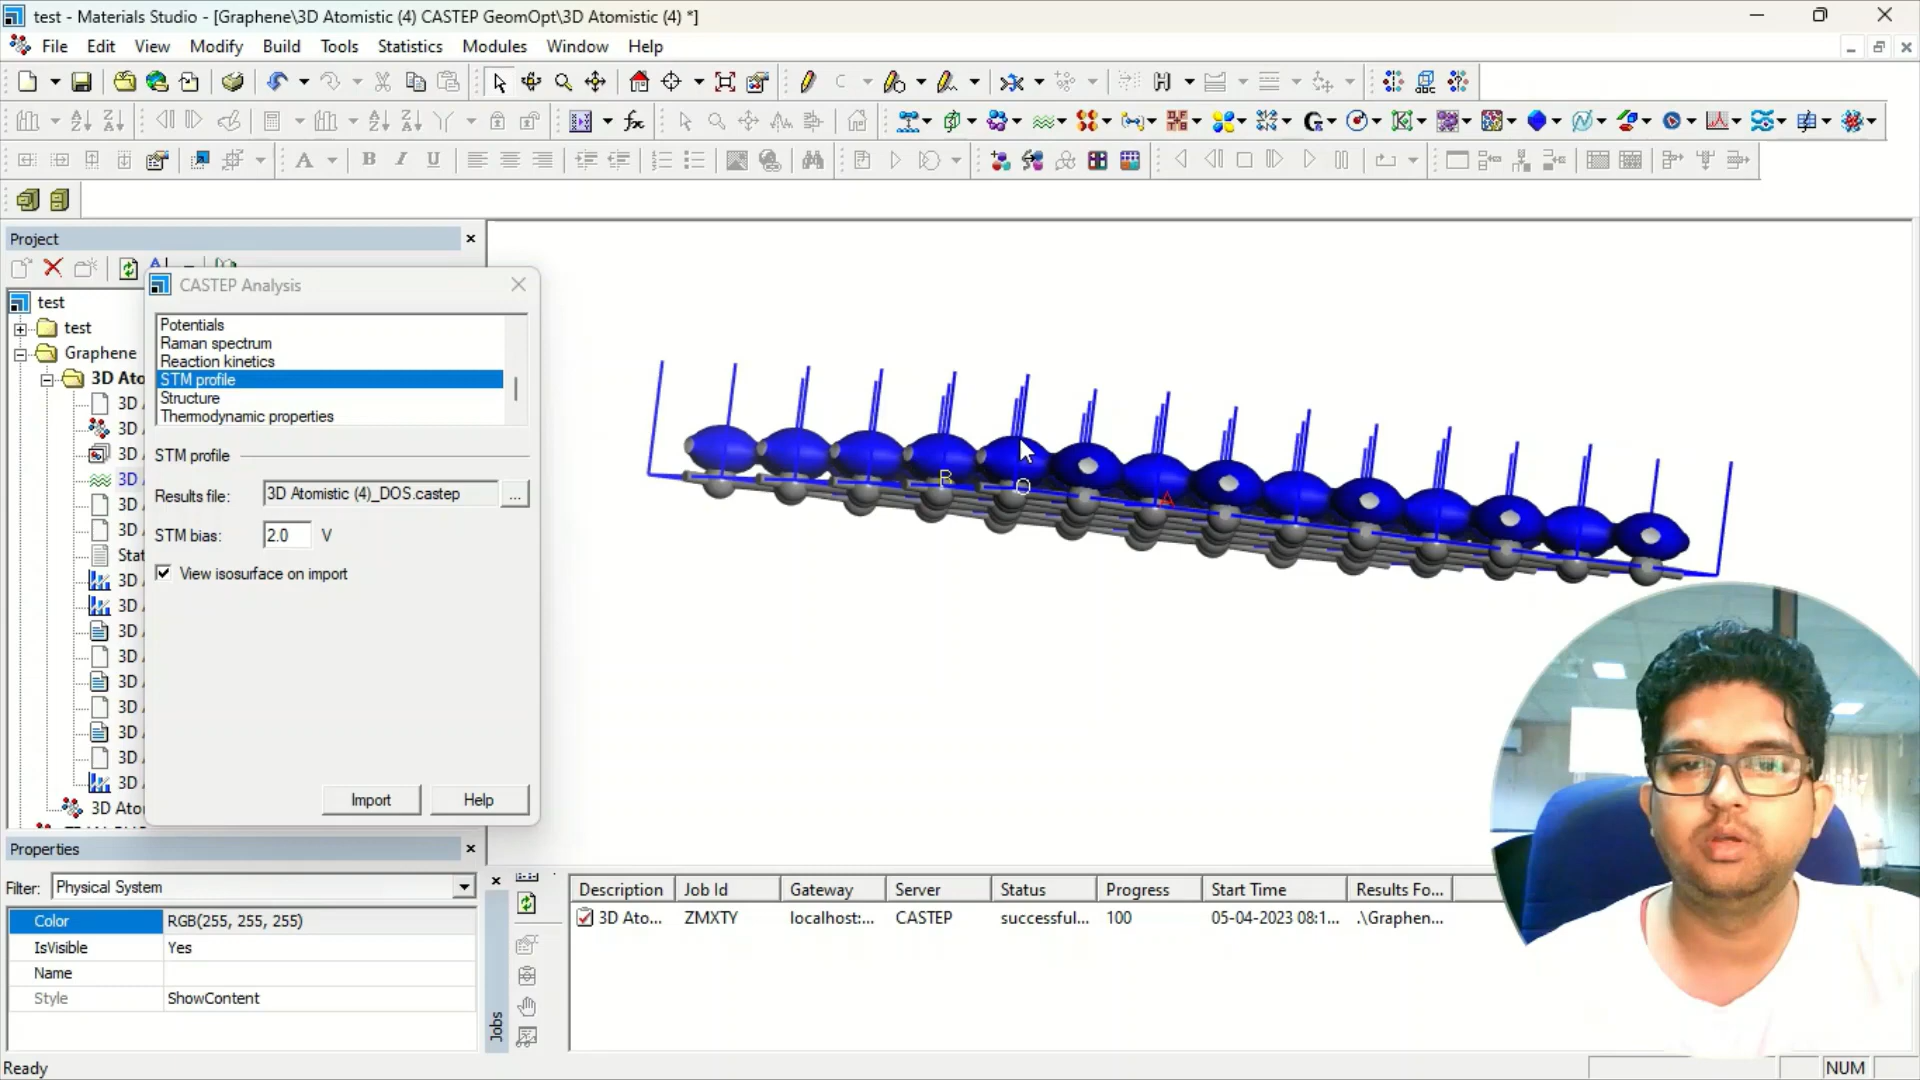 test - Materials Studio - [Graphene\3D Atomistic (4) CASTEP GeomOpt\3D Atomistic (4) *]
File Edit View Modify Build Tools Statistics Modules Window Help
Project
test
test
Graphene
3D Ato
3D
3D
3D
3D
3D
3D
Stat
3D
3D
3D
3D
3D
3D
3D
3D
3D
3D Ato
CASTEP Analysis
Potentials
Raman spectrum
Reaction kinetics
STM profile
Structure
Thermodynamic properties
STM profile
Results file: 3D Atomistic (4)_DOS.castep ...
STM bias: 2.0 V
View isosurface on import
Import Help
B O A
Properties
Filter: Physical System
Color RGB(255, 255, 255)
IsVisible Yes
Name
Style ShowContent
Jobs
Description Job Id Gateway Server Status Progress Start Time Results Fo...
3D Ato... ZMXTY localhost:... CASTEP successful... 100 05-04-2023 08:1... .\Graphen...
Ready
NUM